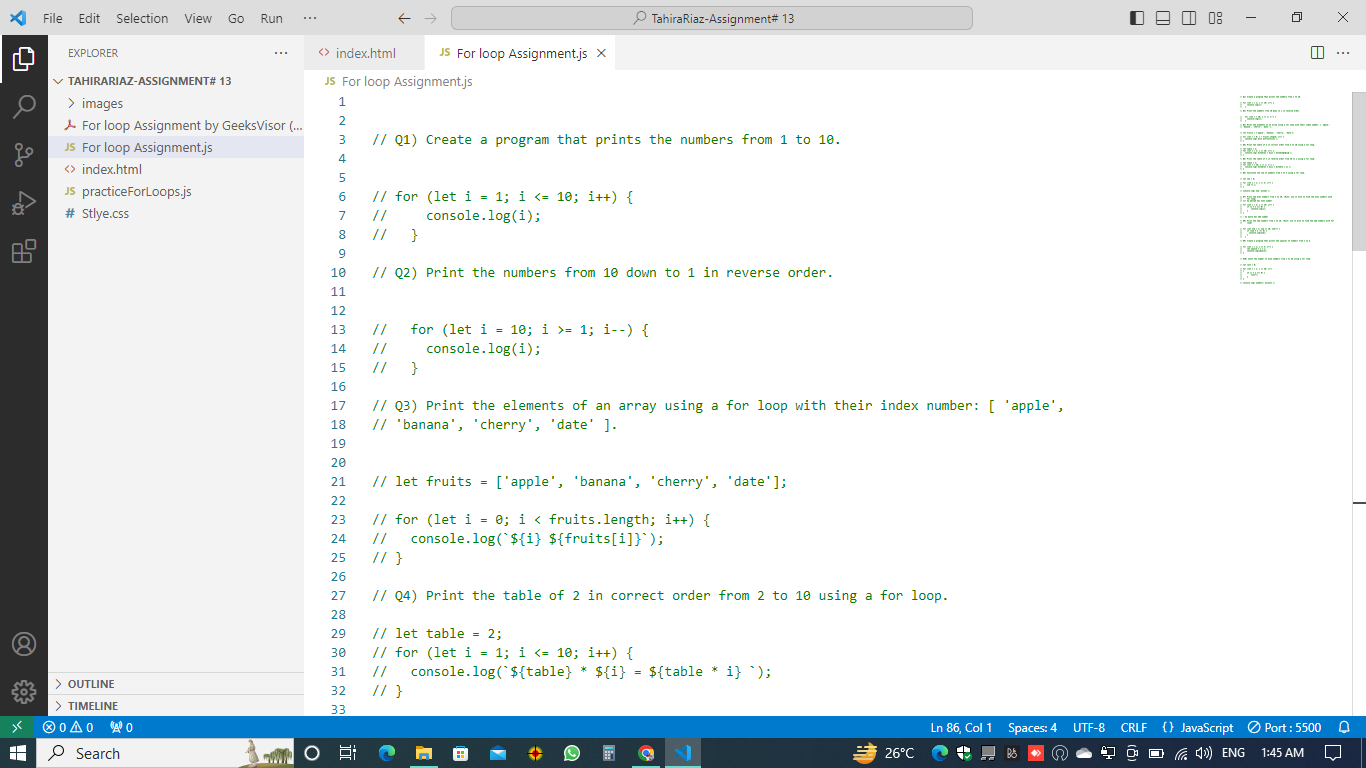 File Edit Selection View Go Run ···
TahiraRiaz-Assignment# 13
EXPLORER
TAHIRARIAZ-ASSIGNMENT# 13
images
For loop Assignment by GeeksVisor (...
JS For loop Assignment.js
<> index.html
JS practiceForLoops.js
# Stlye.css
OUTLINE
TIMELINE
<> index.html JS For loop Assignment.js
JS For loop Assignment.js
1
2
3 // Q1) Create a program that prints the numbers from 1 to 10.
4
5
6 // for (let i = 1; i <= 10; i++) {
7 //     console.log(i);
8 //   }
9
10 // Q2) Print the numbers from 10 down to 1 in reverse order.
11
12
13 //   for (let i = 10; i >= 1; i--) {
14 //     console.log(i);
15 //   }
16
17 // Q3) Print the elements of an array using a for loop with their index number: [ 'apple',
18 // 'banana', 'cherry', 'date' ].
19
20
21 // let fruits = ['apple', 'banana', 'cherry', 'date'];
22
23 // for (let i = 0; i < fruits.length; i++) {
24 //   console.log(`${i} ${fruits[i]}`);
25 // }
26
27 // Q4) Print the table of 2 in correct order from 2 to 10 using a for loop.
28
29 // let table = 2;
30 // for (let i = 1; i <= 10; i++) {
31 //   console.log(`${table} * ${i} = ${table * i} `);
32 // }
33
0 0 0 Ln 86, Col 1 Spaces: 4 UTF-8 CRLF {} JavaScript Port : 5500
Search 26°C ENG 1:45 AM